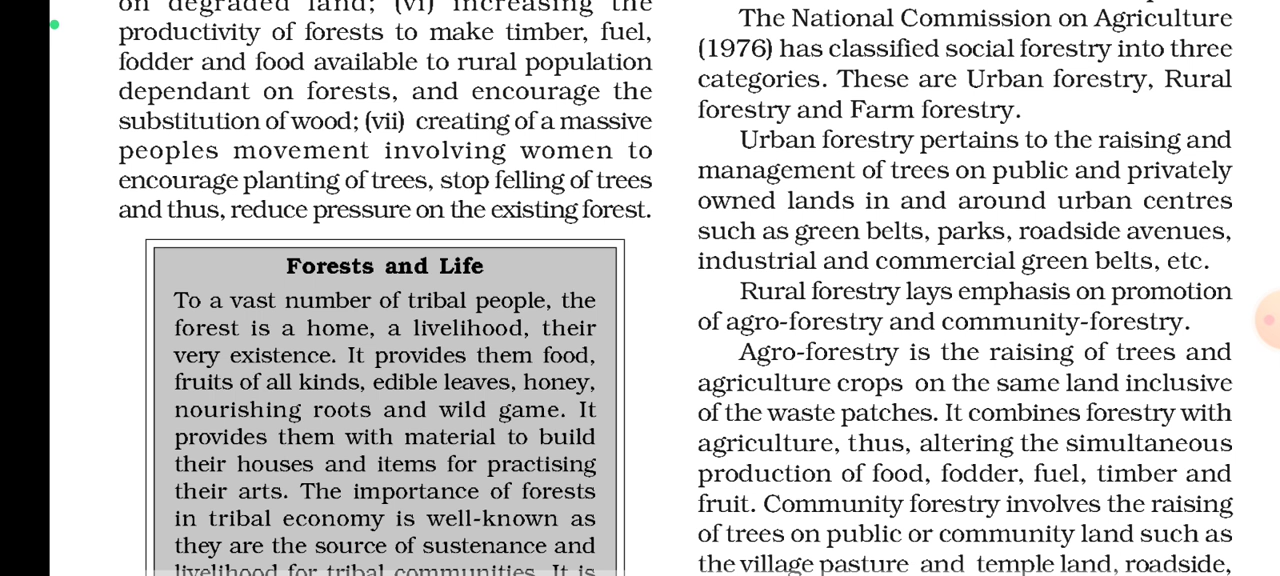 on degraded land; (vi) increasing the
productivity of forests to make timber, fuel,
fodder and food available to rural population
dependant on forests, and encourage the
substitution of wood; (vii) creating of a massive
peoples movement involving women to
encourage planting of trees, stop felling of trees
and thus, reduce pressure on the existing forest.
Forests and Life
To a vast number of tribal people, the
forest is a home, a livelihood, their
very existence. It provides them food,
fruits of all kinds, edible leaves, honey,
nourishing roots and wild game. It
provides them with material to build
their houses and items for practising
their arts. The importance of forests
in tribal economy is well-known as
they are the source of sustenance and
livelihood for tribal communities. It is
The National Commission on Agriculture
(1976) has classified social forestry into three
categories. These are Urban forestry, Rural
forestry and Farm forestry.
Urban forestry pertains to the raising and
management of trees on public and privately
owned lands in and around urban centres
such as green belts, parks, roadside avenues,
industrial and commercial green belts, etc.
Rural forestry lays emphasis on promotion
of agro-forestry and community-forestry.
Agro-forestry is the raising of trees and
agriculture crops on the same land inclusive
of the waste patches. It combines forestry with
agriculture, thus, altering the simultaneous
production of food, fodder, fuel, timber and
fruit. Community forestry involves the raising
of trees on public or community land such as
the village pasture and temple land, roadside,